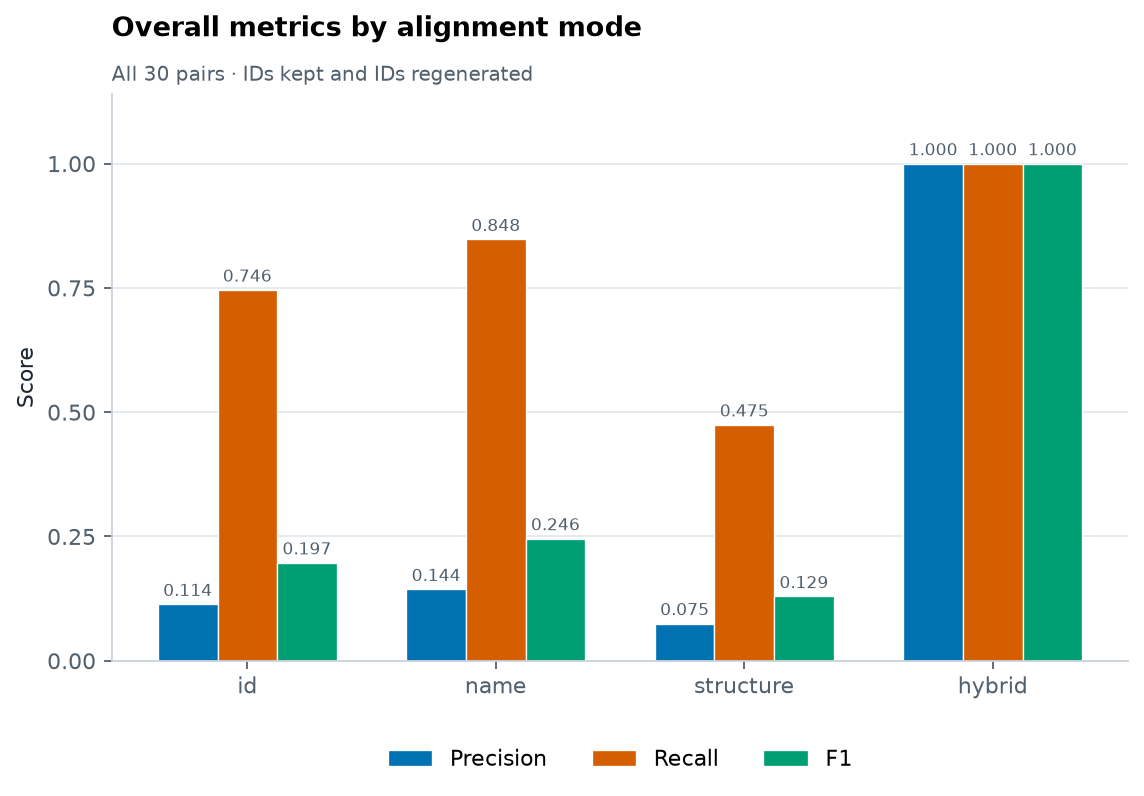 Overall metrics by alignment mode
All 30 pairs · IDs kept and IDs regenerated
Score
1.00
0.75
0.50
0.25
0.00
0.114
0.746
0.197
0.144
0.848
0.246
0.075
0.475
0.129
1.000 1.000 1.000
id name structure hybrid
Precision Recall F1